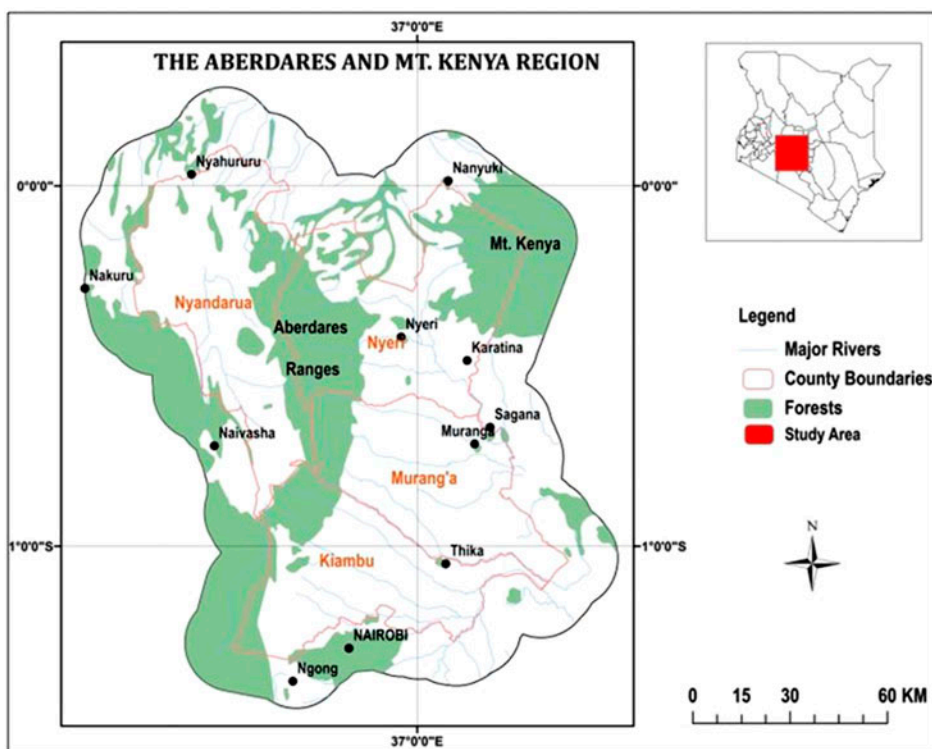 37°0'0"E
THE ABERDARES AND MT. KENYA REGION
Nyahururu
Nanyuki
0°0'0"
0°0'0"
Mt. Kenya
Nakuru
Nyandarua
Aberdares
Nyeri
Nyeri
Karatina
Ranges
Sagana
Naivasha
Muranga
Murang'a
1°0'0"S
1°0'0"S
Thika
Kiambu
NAIROBI
Ngong
37°0'0"E
Legend
Major Rivers
County Boundaries
Forests
Study Area
N
0 15 30 60 KM